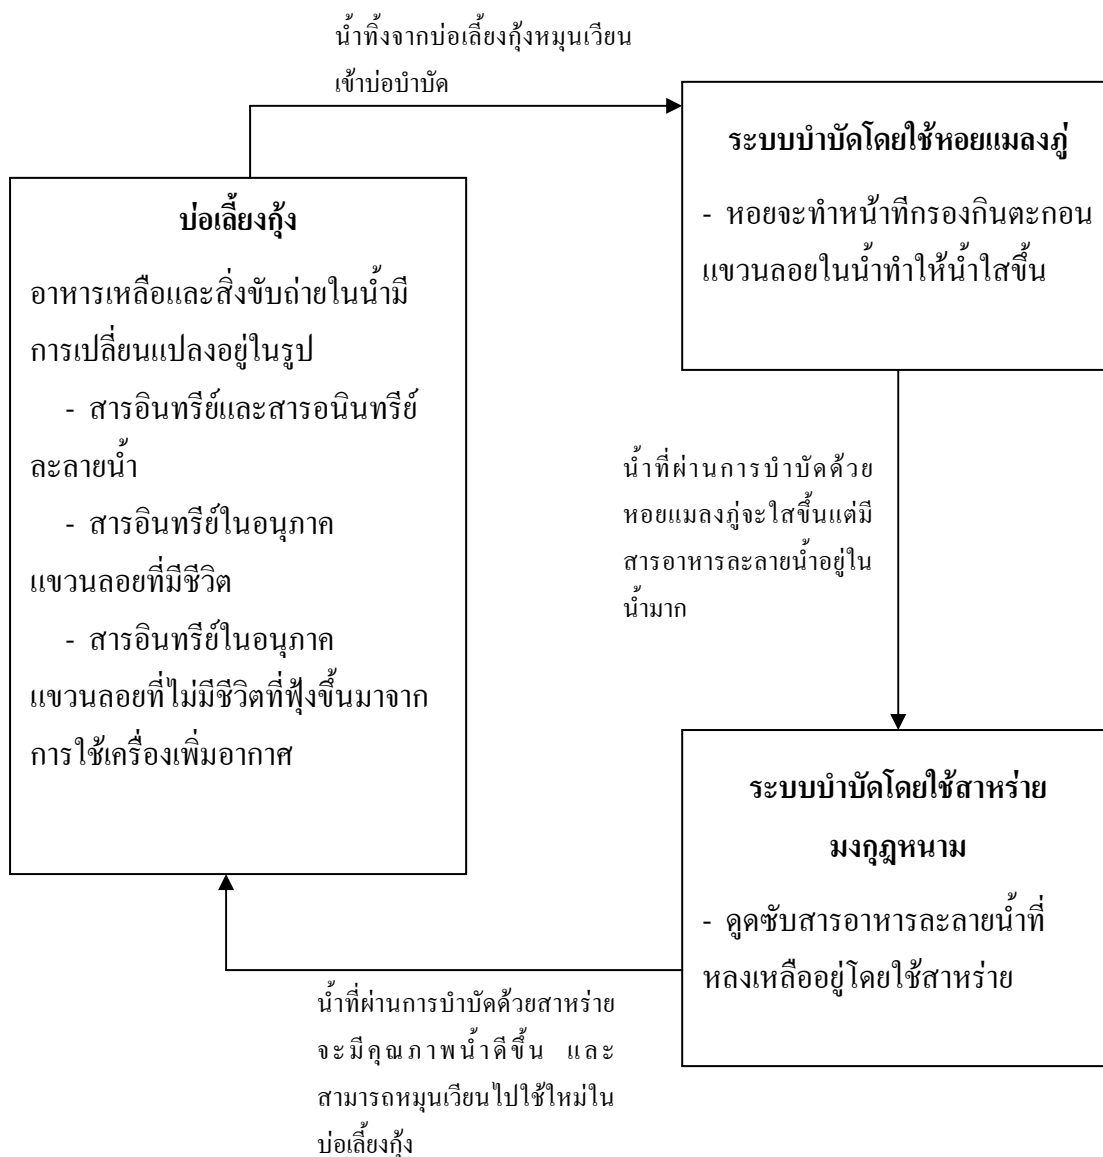 น้ำทิ้งจากบ่อเลี้ยงกุ้งหมุนเวียน
เข้าบ่อบำบัด
บ่อเลี้ยงกุ้ง
อาหารเหลือและสิ่งขับถ่ายในน้ำมี
การเปลี่ยนแปลงอยู่ในรูป
- สารอินทรีย์และสารอนินทรีย์
ละลายน้ำ
- สารอินทรีย์ในอนุภาค
แขวนลอยที่มีชีวิต
- สารอินทรีย์ในอนุภาค
แขวนลอยที่ไม่มีชีวิตที่ฟุ้งขึ้นมาจาก
การใช้เครื่องเพิ่มอากาศ
ระบบบำบัดโดยใช้หอยแมลงภู่
- หอยจะทำหน้าทีกรองกินตะกอน
แขวนลอยในน้ำทำให้น้ำใสขึ้น
น้ำที่ผ่านการบำบัดด้วย
หอยแมลงภู่จะใสขึ้นแต่มี
สารอาหารละลายน้ำอยู่ใน
น้ำมาก
ระบบบำบัดโดยใช้สาหร่าย
มงกุฎหนาม
- ดูดซับสารอาหารละลายน้ำที่
หลงเหลืออยู่โดยใช้สาหร่าย
น้ำที่ผ่านการบำบัดด้วยสาหร่าย
จะมีคุณภาพน้ำดีขึ้น และ
สามารถหมุนเวียนไปใช้ใหม่ใน
บ่อเลี้ยงกุ้ง